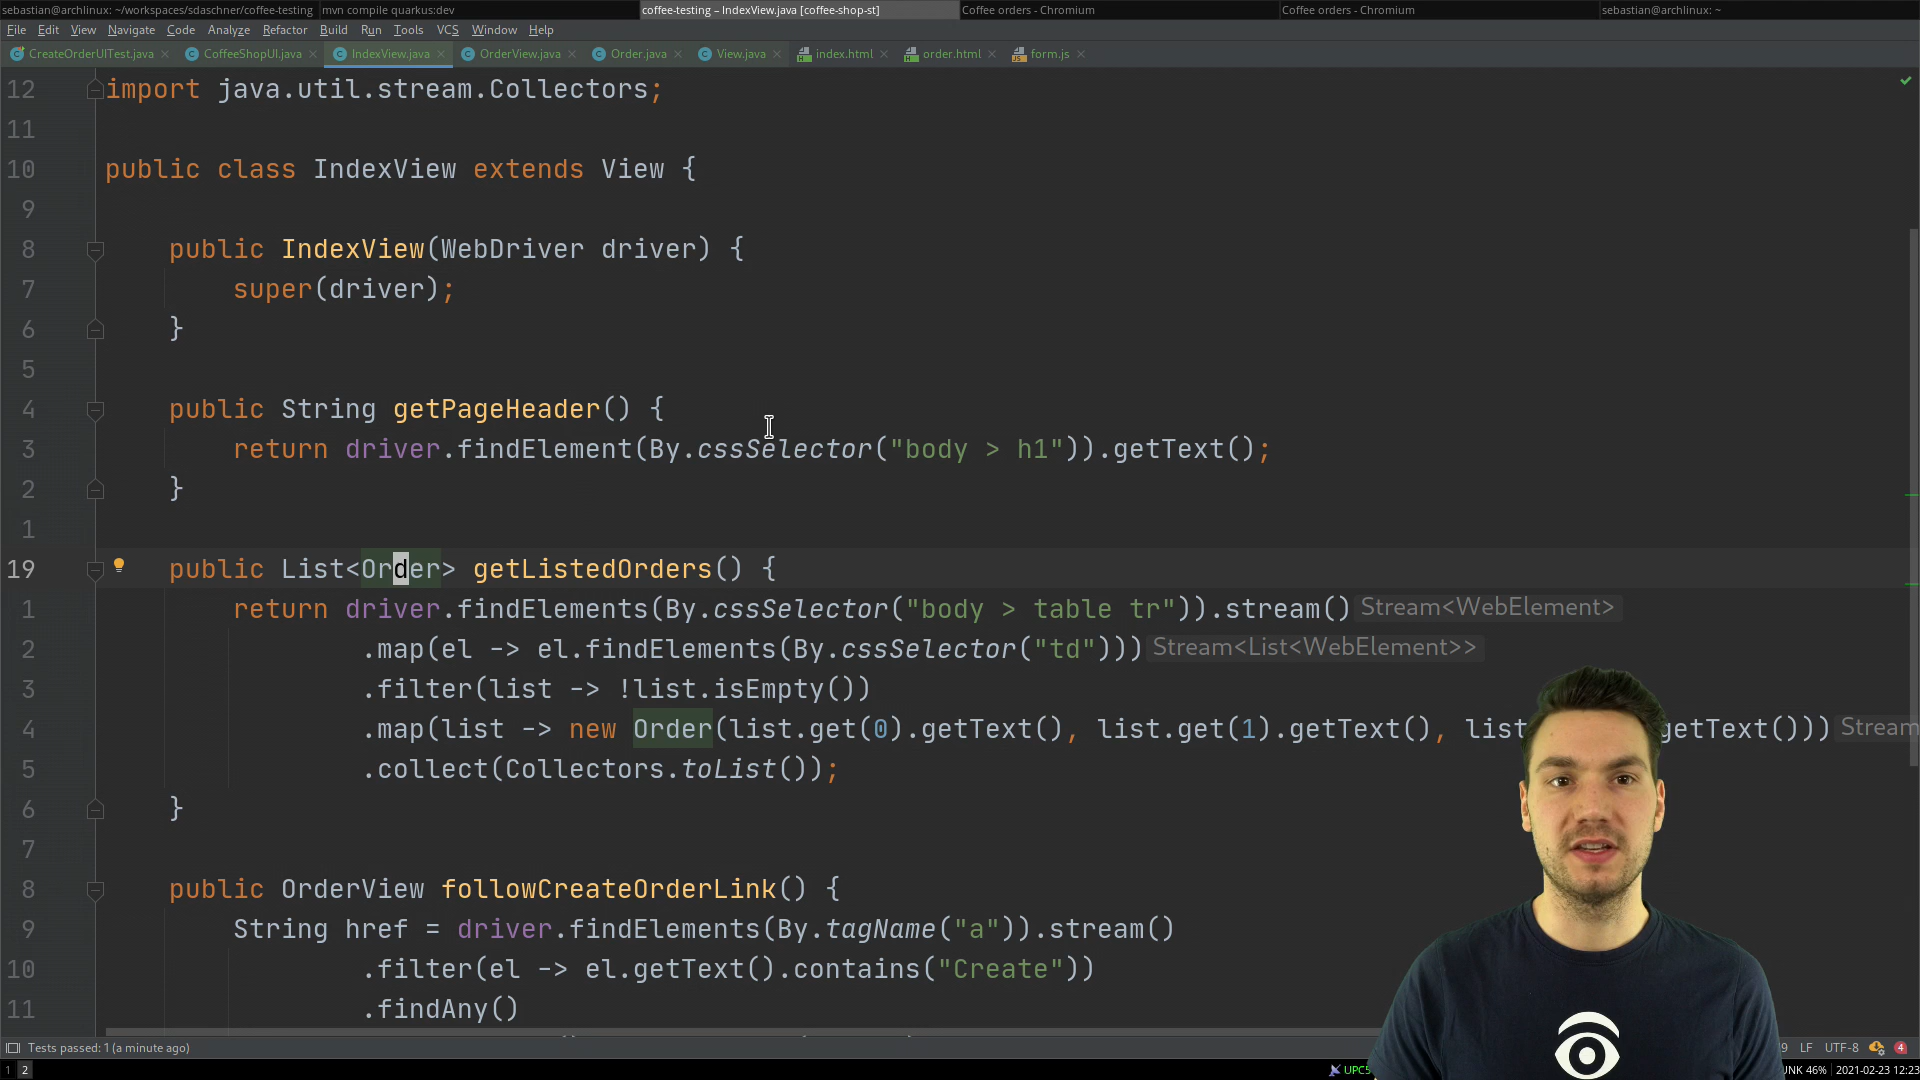 sebastian@archlinux: ~/workspaces/sdaschner/coffee-testing mvn compile quarkus:dev coffee-testing – IndexView.java [coffee-shop-st] Coffee orders - Chromium Coffee orders - Chromium sebastian@archlinux: ~
File Edit View Navigate Code Analyze Refactor Build Run Tools VCS Window Help
CreateOrderUITest.java CoffeeShopUI.java IndexView.java OrderView.java Order.java View.java index.html order.html form.js
12 import java.util.stream.Collectors;
11
10 public class IndexView extends View {
9
8 public IndexView(WebDriver driver) {
7 super(driver);
6 }
5
4 public String getPageHeader() {
3 return driver.findElement(By.cssSelector("body > h1")).getText();
2 }
1
19 public List<Order> getListedOrders() {
1 return driver.findElements(By.cssSelector("body > table tr")).stream() Stream<WebElement>
2 .map(el -> el.findElements(By.cssSelector("td"))) Stream<List<WebElement>>
3 .filter(list -> !list.isEmpty())
4 .map(list -> new Order(list.get(0).getText(), list.get(1).getText(), list getText())) Stream
5 .collect(Collectors.toList());
6 }
7
8 public OrderView followCreateOrderLink() {
9 String href = driver.findElements(By.tagName("a")).stream()
10 .filter(el -> el.getText().contains("Create"))
11 .findAny()
Tests passed: 1 (a minute ago) LF UTF-8 4
1 2 46% 2021-02-23 12:23